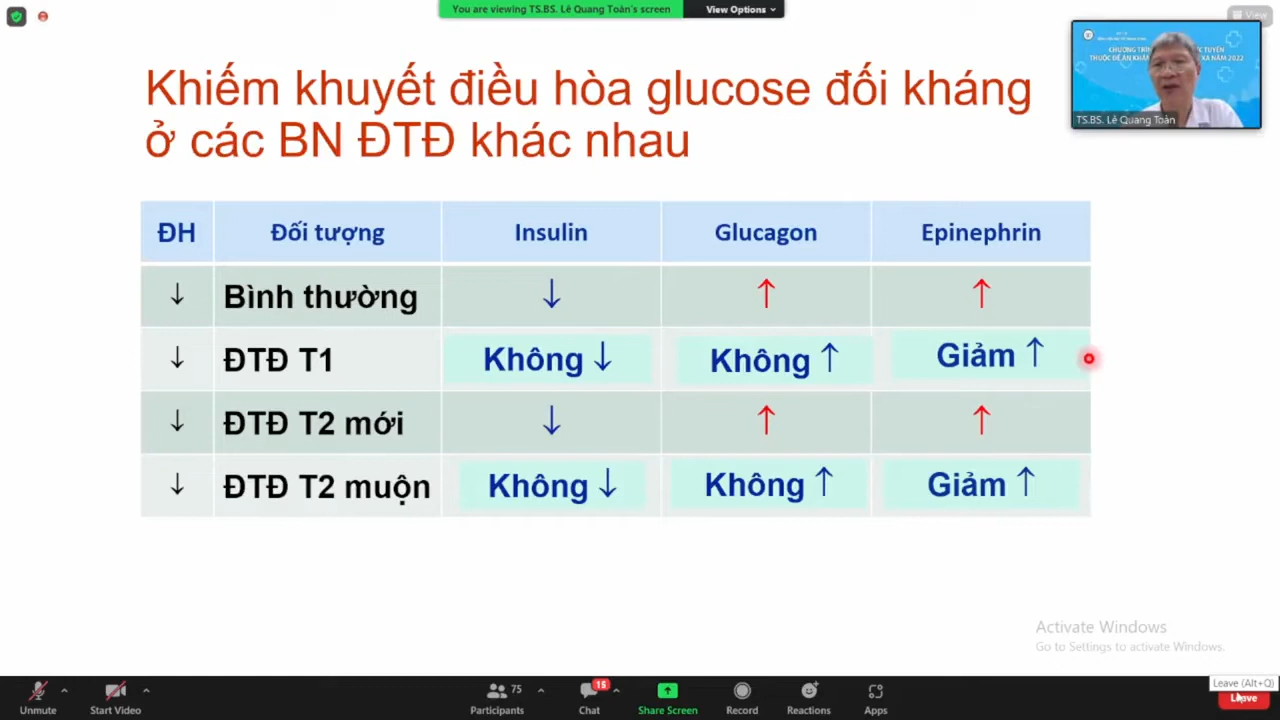 You are viewing TS.BS. Lê Quang Toàn's screen
View Options
View
Khiếm khuyết điều hòa glucose đối kháng
ở các BN ĐTĐ khác nhau
TS.BS. Lê Quang Toàn
ĐH Đối tượng Insulin Glucagon Epinephrin
↓ Bình thường ↓ ↑ ↑
↓ ĐTĐ T1 Không ↓ Không ↑ Giảm ↑
↓ ĐTĐ T2 mới ↓ ↑ ↑
↓ ĐTĐ T2 muộn Không ↓ Không ↑ Giảm ↑
Activate Windows
Go to Settings to activate Windows.
Leave (Alt+Q)
75
15
Unmute Start Video Participants Chat Share Screen Record Reactions Apps Leave